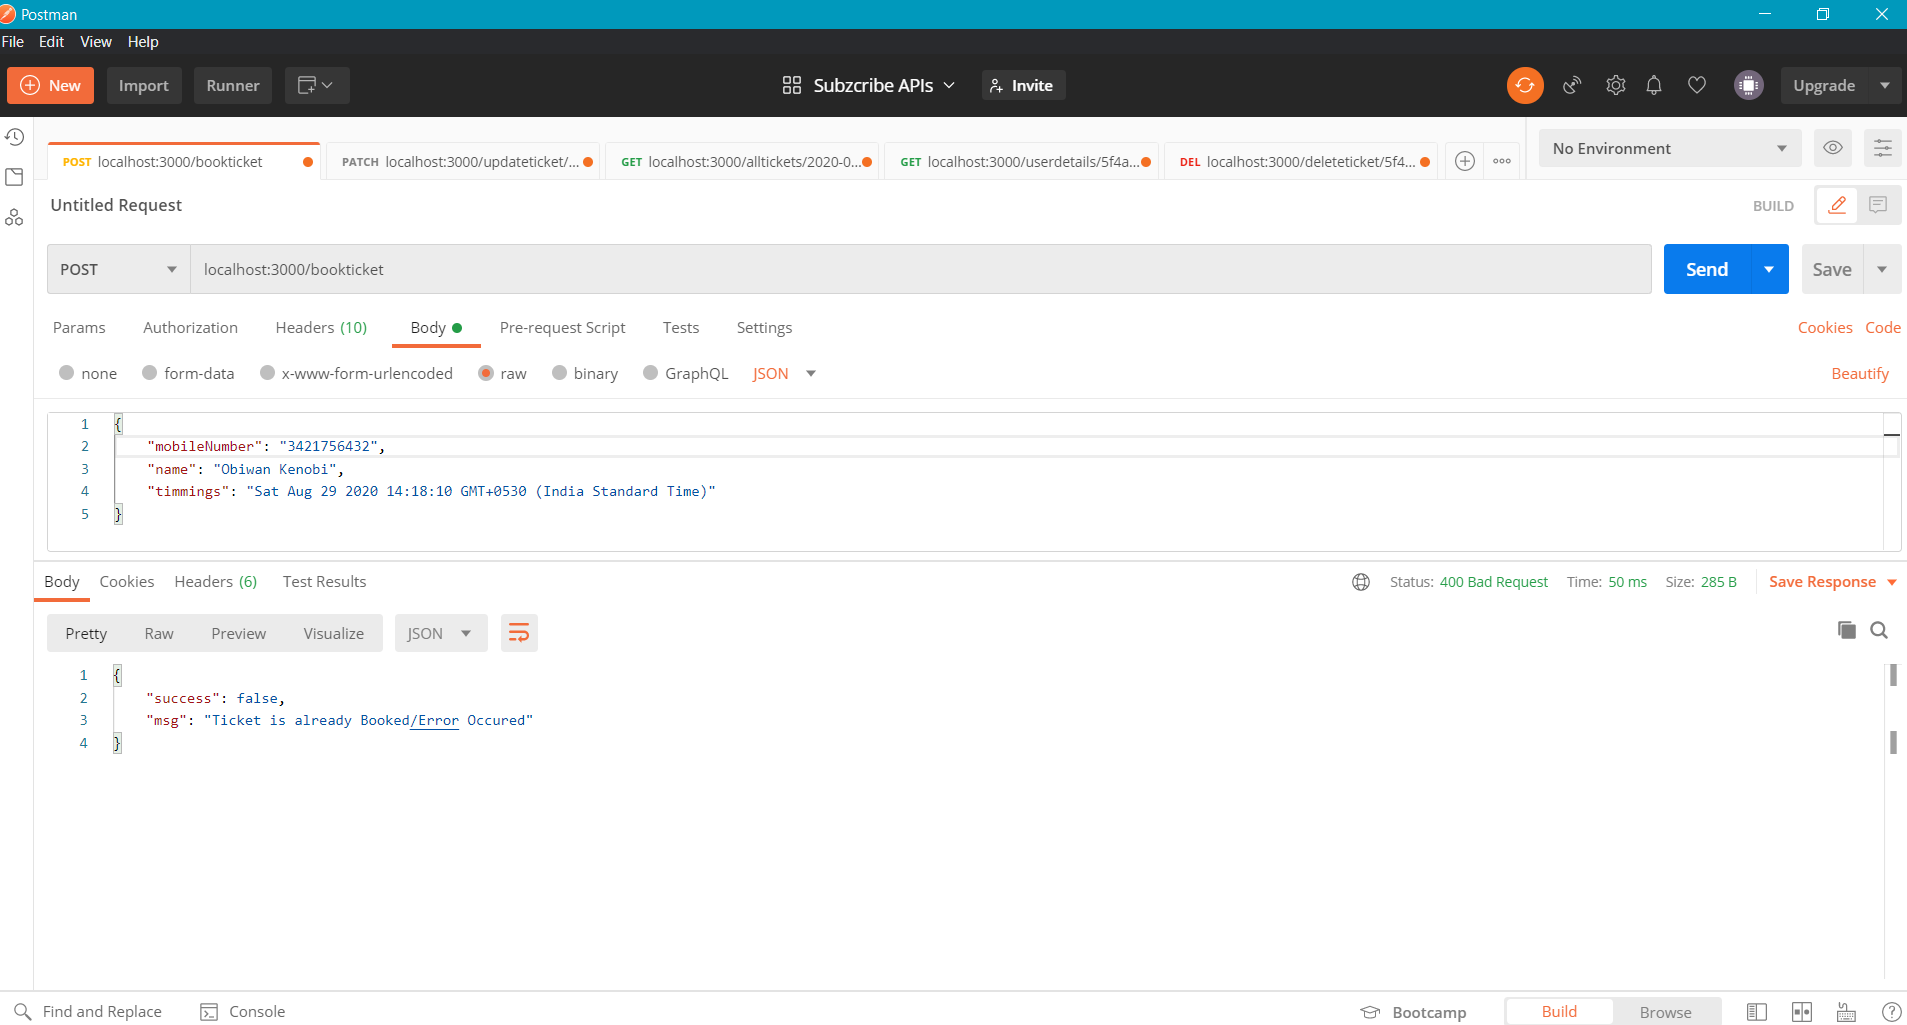 Postman
File Edit View Help
New Import Runner Subzcribe APIs Invite Upgrade
POST localhost:3000/bookticket PATCH localhost:3000/updateticket/... GET localhost:3000/alltickets/2020-0... GET localhost:3000/userdetails/5f4a... DEL localhost:3000/deleteticket/5f4... No Environment
Untitled Request BUILD
POST localhost:3000/bookticket Send Save
Params Authorization Headers (10) Body Pre-request Script Tests Settings Cookies Code
none form-data x-www-form-urlencoded raw binary GraphQL JSON Beautify
1 {
2 "mobileNumber": "3421756432",
3 "name": "Obiwan Kenobi",
4 "timmings": "Sat Aug 29 2020 14:18:10 GMT+0530 (India Standard Time)"
5 }
Body Cookies Headers (6) Test Results Status: 400 Bad Request Time: 50 ms Size: 285 B Save Response
Pretty Raw Preview Visualize JSON
1 {
2 "success": false,
3 "msg": "Ticket is already Booked/Error Occured"
4 }
Find and Replace Console Bootcamp Build Browse